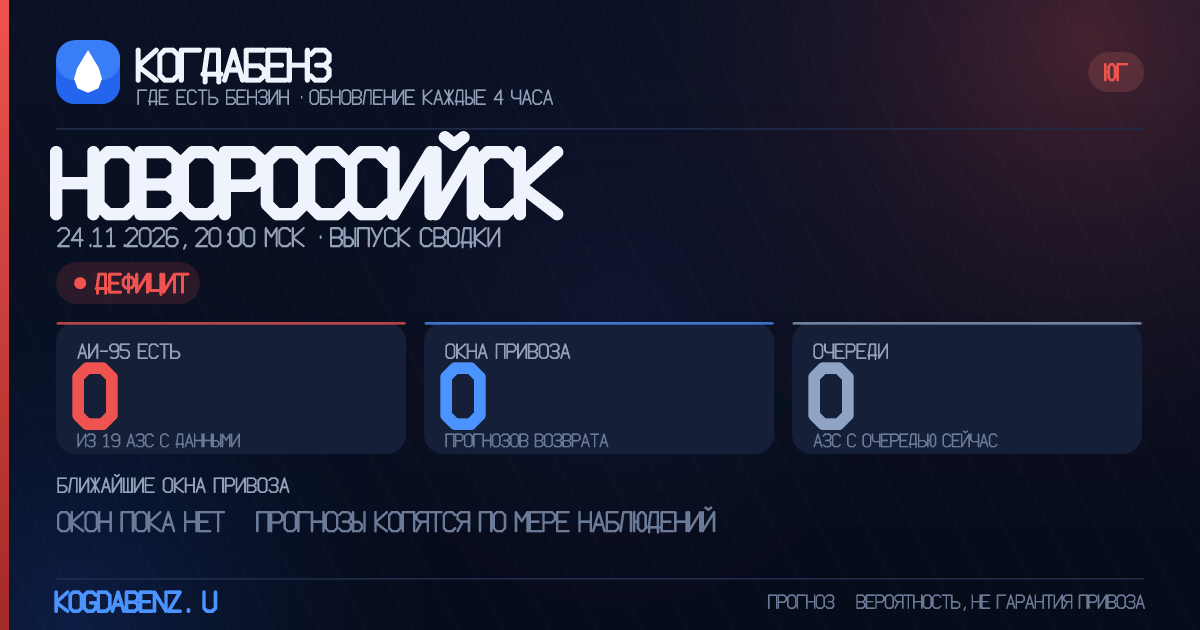 КОГДАБЕНЗ
ГДЕ ЕСТЬ БЕНЗИН · ОБНОВЛЕНИЕ КАЖДЫЕ 4 ЧАСА
ЮГ
НОВОРОССИЙСК
24.11 2026, 20:00 МСК · ВЫПУСК СВОДКИ
ДЕФИЦИТ
АИ-95 ЕСТЬ
0
ИЗ 19 АЗС С ДАННЫМИ
ОКНА ПРИВОЗА
0
ПРОГНОЗОВ ВОЗВРАТА
ОЧЕРЕДИ
0
АЗС С ОЧЕРЕДЬЮ СЕЙЧАС
БЛИЖАЙШИЕ ОКНА ПРИВОЗА
ОКОН ПОКА НЕТ ПРОГНОЗЫ КОПЯТСЯ ПО МЕРЕ НАБЛЮДЕНИЙ
KOGDABENZ. U
ПРОГНОЗ ВЕРОЯТНОСТЬ, НЕ ГАРАНТИЯ ПРИВОЗА